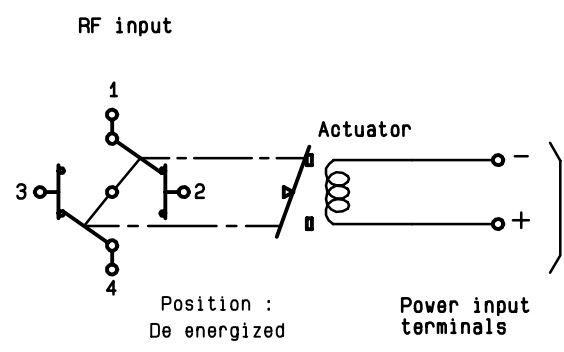 RF input
1
Actuator
−
3
2
+
4
Position :
De energized
Power input
terminals